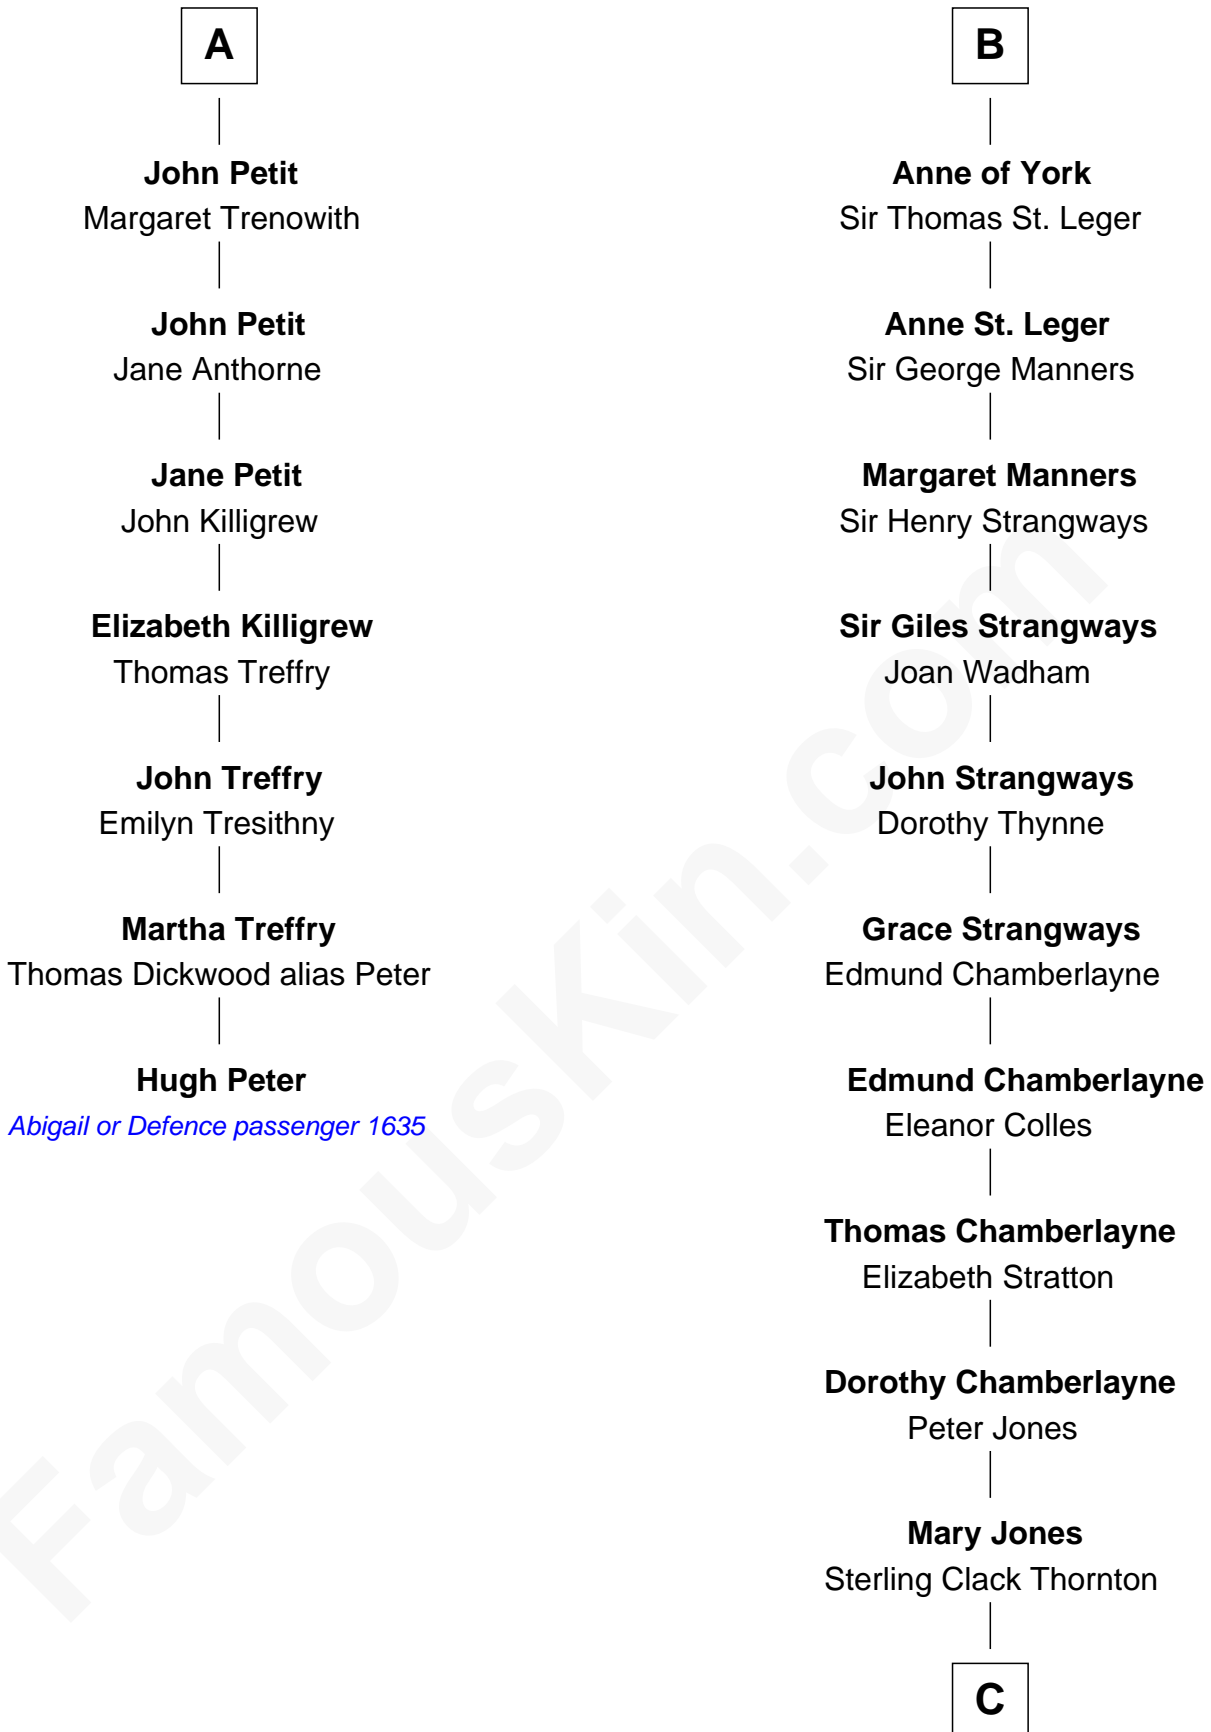 A
John Petit
Margaret Trenowith
John Petit
Jane Anthorne
Jane Petit
John Killigrew
Elizabeth Killigrew
Thomas Treffry
John Treffry
Emilyn Tresithny
Martha Treffry
Thomas Dickwood alias Peter
Hugh Peter
Abigail or Defence passenger 1635
B
Anne of York
Sir Thomas St. Leger
Anne St. Leger
Sir George Manners
Margaret Manners
Sir Henry Strangways
Sir Giles Strangways
Joan Wadham
John Strangways
Dorothy Thynne
Grace Strangways
Edmund Chamberlayne
Edmund Chamberlayne
Eleanor Colles
Thomas Chamberlayne
Elizabeth Stratton
Dorothy Chamberlayne
Peter Jones
Mary Jones
Sterling Clack Thornton
C
FamousKin.com